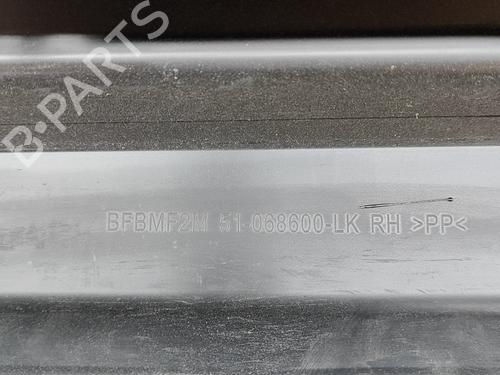 B-PARTS
BFBMF2M 51-068600-LK RH >PP<